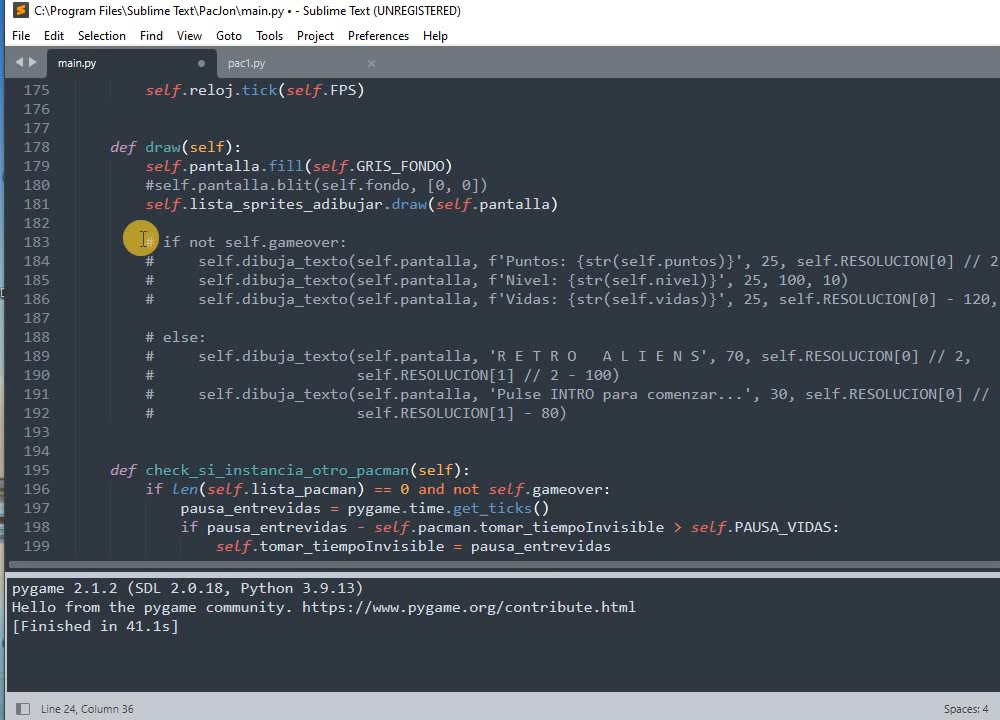 C:\Program Files\Sublime Text\PacJon\main.py • - Sublime Text (UNREGISTERED)
File Edit Selection Find View Goto Tools Project Preferences Help
main.py pac1.py
175 self.reloj.tick(self.FPS)
176
177
178 def draw(self):
179 self.pantalla.fill(self.GRIS_FONDO)
180 #self.pantalla.blit(self.fondo, [0, 0])
181 self.lista_sprites_adibujar.draw(self.pantalla)
182
183 # if not self.gameover:
184 # self.dibuja_texto(self.pantalla, f'Puntos: {str(self.puntos)}', 25, self.RESOLUCION[0] // 2
185 # self.dibuja_texto(self.pantalla, f'Nivel: {str(self.nivel)}', 25, 100, 10)
186 # self.dibuja_texto(self.pantalla, f'Vidas: {str(self.vidas)}', 25, self.RESOLUCION[0] - 120,
187
188 # else:
189 # self.dibuja_texto(self.pantalla, 'R E T R O   A L I E N S', 70, self.RESOLUCION[0] // 2,
190 # self.RESOLUCION[1] // 2 - 100)
191 # self.dibuja_texto(self.pantalla, 'Pulse INTRO para comenzar...', 30, self.RESOLUCION[0] //
192 # self.RESOLUCION[1] - 80)
193
194
195 def check_si_instancia_otro_pacman(self):
196 if len(self.lista_pacman) == 0 and not self.gameover:
197 pausa_entrevidas = pygame.time.get_ticks()
198 if pausa_entrevidas - self.pacman.tomar_tiempoInvisible > self.PAUSA_VIDAS:
199 self.tomar_tiempoInvisible = pausa_entrevidas
pygame 2.1.2 (SDL 2.0.18, Python 3.9.13)
Hello from the pygame community. https://www.pygame.org/contribute.html
[Finished in 41.1s]
Line 24, Column 36 Spaces: 4